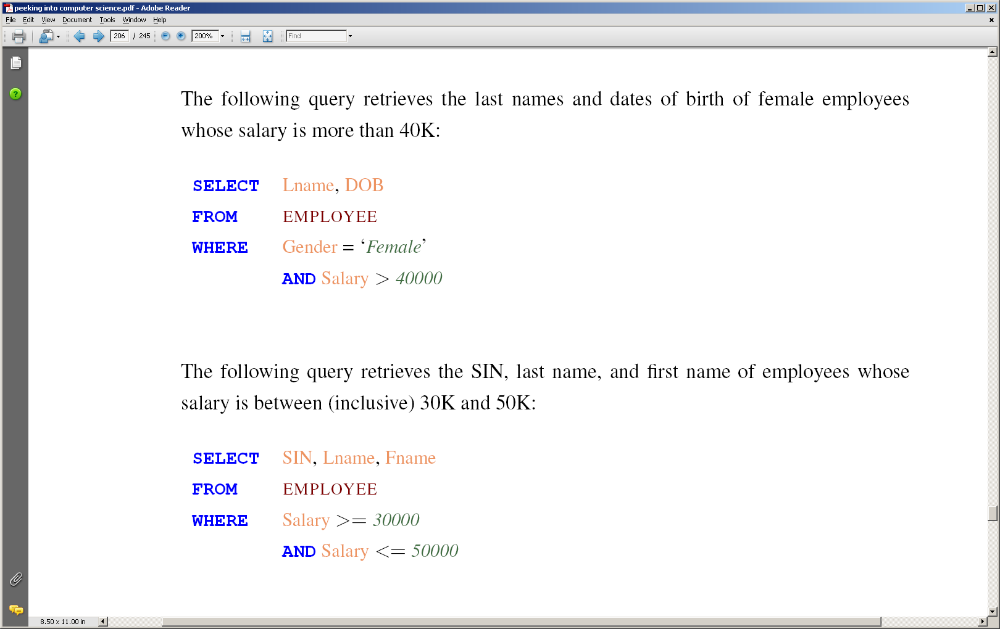 peeking into computer science.pdf - Adobe Reader
File Edit View Document Tools Window Help
206 / 245 200% Find
The following query retrieves the last names and dates of birth of female employees
whose salary is more than 40K:
SELECT Lname, DOB
FROM EMPLOYEE
WHERE Gender = ‘Female’
AND Salary > 40000
The following query retrieves the SIN, last name, and first name of employees whose
salary is between (inclusive) 30K and 50K:
SELECT SIN, Lname, Fname
FROM EMPLOYEE
WHERE Salary >= 30000
AND Salary <= 50000
8.50 x 11.00 in